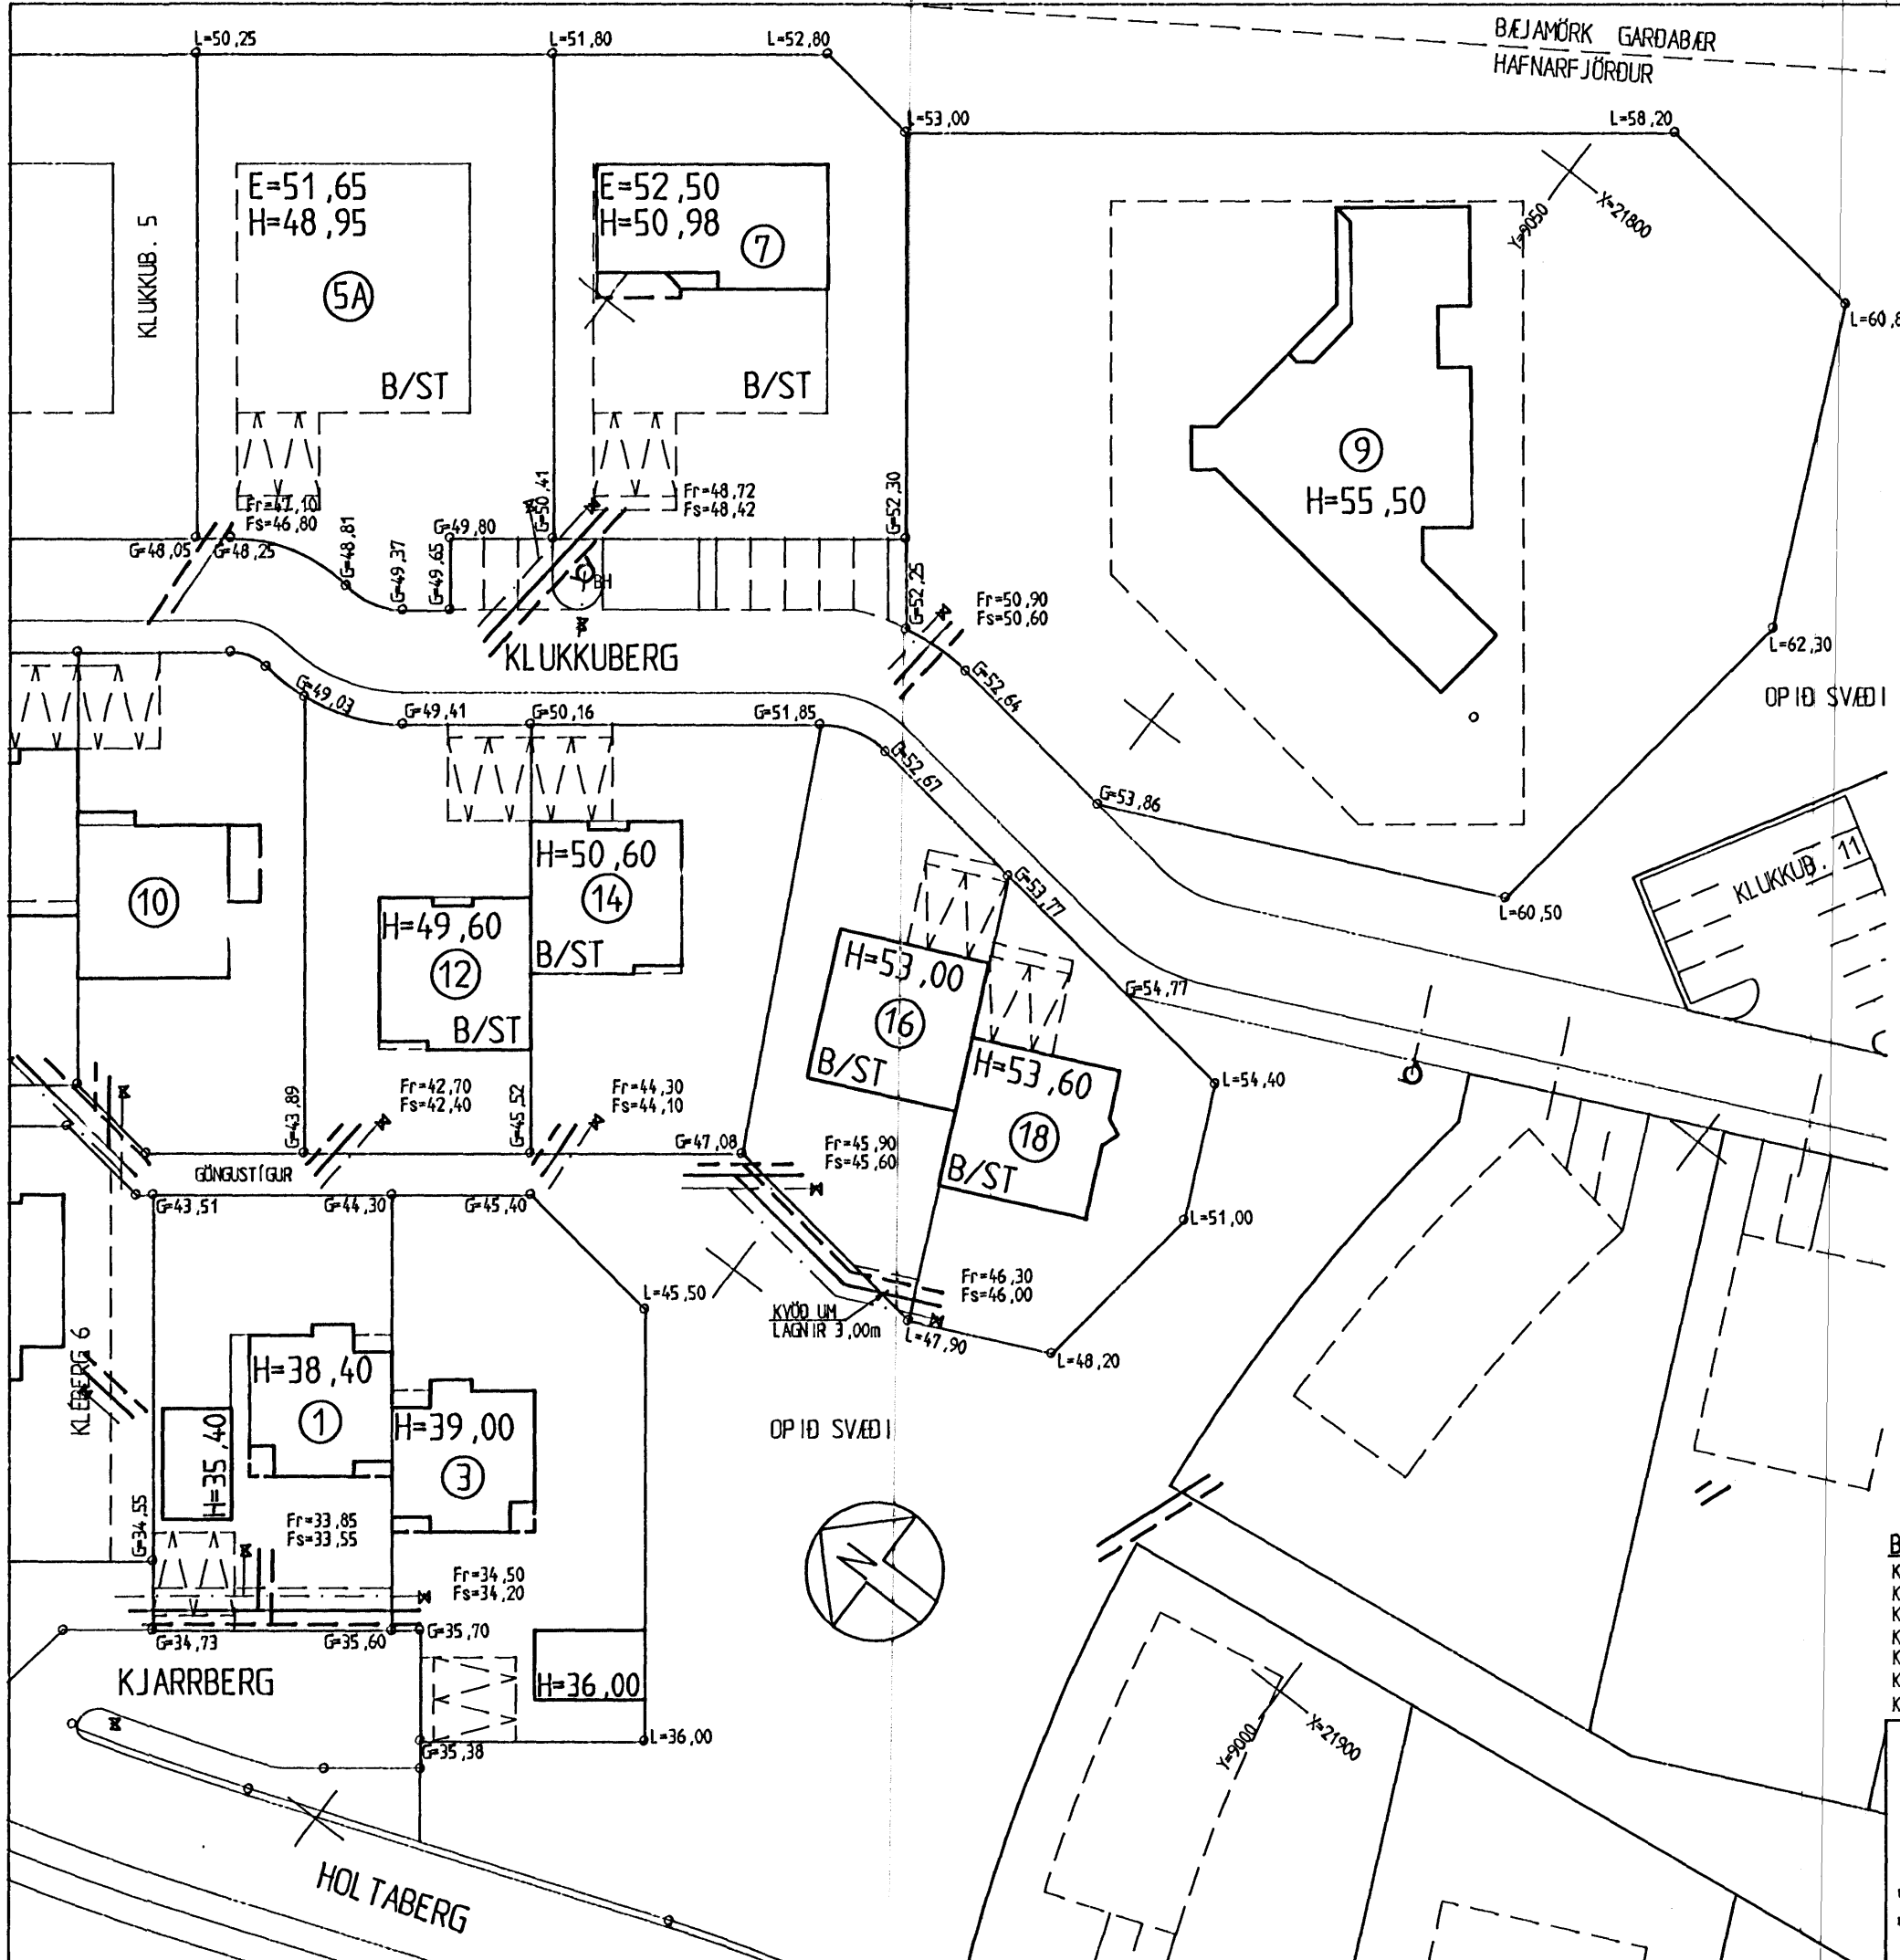 BÆJAMÖRK GARÐABÆR
HAFNARFJÖRÐUR
L=50,25
L=51,80
L=52,80
L=53,00
L=58,20
KLUKKUB. 5
E=51,65
H=48,95
5A
B/ST
E=52,50
H=50,98
7
B/ST
Y=9050
X=21800
L=60,8
9
H=55,50
Fr=47,10
Fs=46,80
G=50,41
Fr=48,72
Fs=48,42
G=52,30
G=48,05
G=48,25
G=48,81
G=49,37
G=49,80
G=49,65
BH
G=52,25
Fr=50,90
Fs=50,60
KLUKKUBERG
L=62,30
G=52,64
OPIÐ SVÆÐI
G=49,03
G=49,41
G=50,16
G=51,85
G=52,67
G=53,86
KLUKKUB. 11
L=60,50
G=53,77
10
H=50,60
14
B/ST
H=49,60
12
B/ST
H=53,00
16
B/ST
G=54,77
H=53,60
18
B/ST
L=54,40
Fr=42,70
Fs=42,40
Fr=44,30
Fs=44,10
G=43,89
G=45,52
G=47,08
Fr=45,90
Fs=45,60
GÖNGUSTÍGUR
G=43,51
G=44,30
G=45,40
L=51,00
L=45,50
Fr=46,30
Fs=46,00
KVÖÐ UM
LAGNIR 3,00m
L=47,90
L=48,20
KLÉBERG 6
H=38,40
1
H=35,40
H=39,00
3
OPIÐ SVÆÐI
G=34,55
Fr=33,85
Fs=33,55
Fr=34,50
Fs=34,20
N
G=34,73
G=35,60
G=35,70
KJARRBERG
H=36,00
G=35,38
L=36,00
Y=9000
X=21900
HOLTABERG
B
K
K
K
K
K
K
K